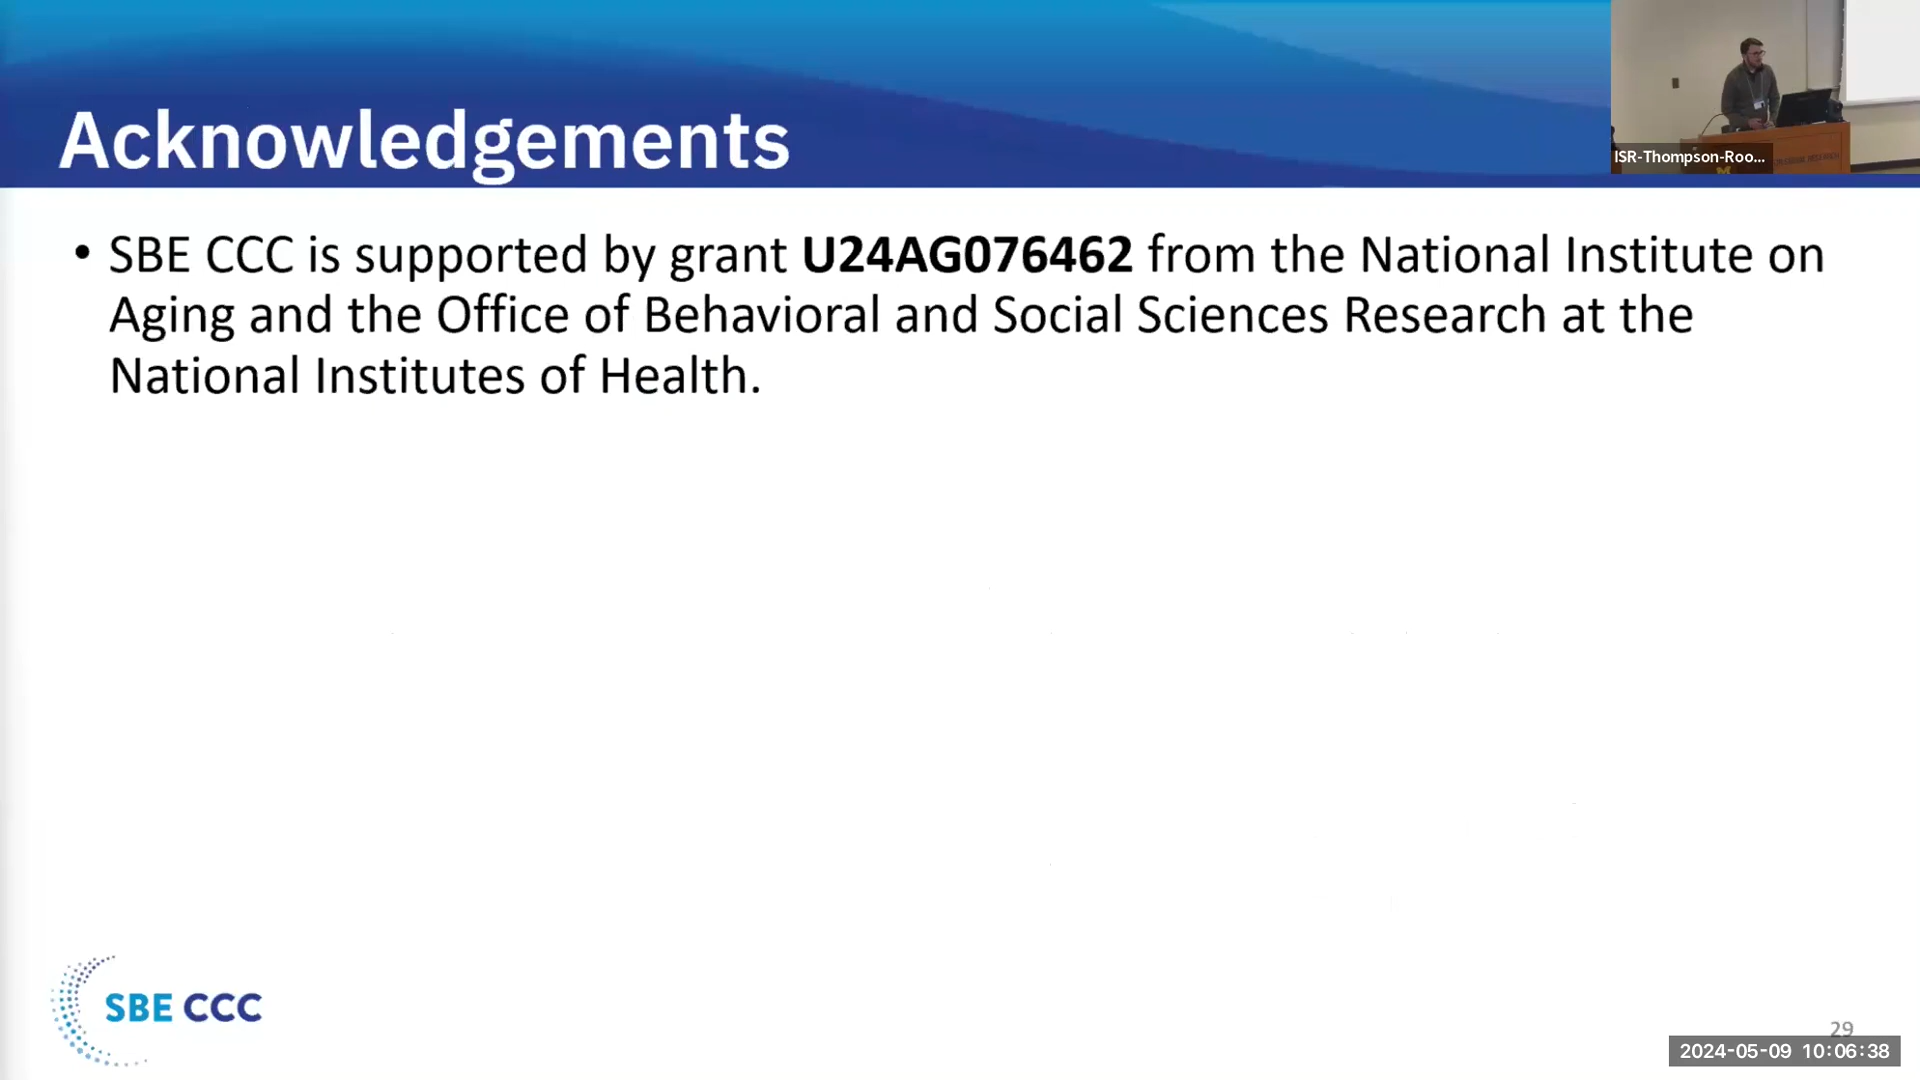 Acknowledgements
ISR-Thompson-Roo...
• SBE CCC is supported by grant U24AG076462 from the National Institute on
Aging and the Office of Behavioral and Social Sciences Research at the
National Institutes of Health.
SBE CCC
29
2024-05-09 10:06:38